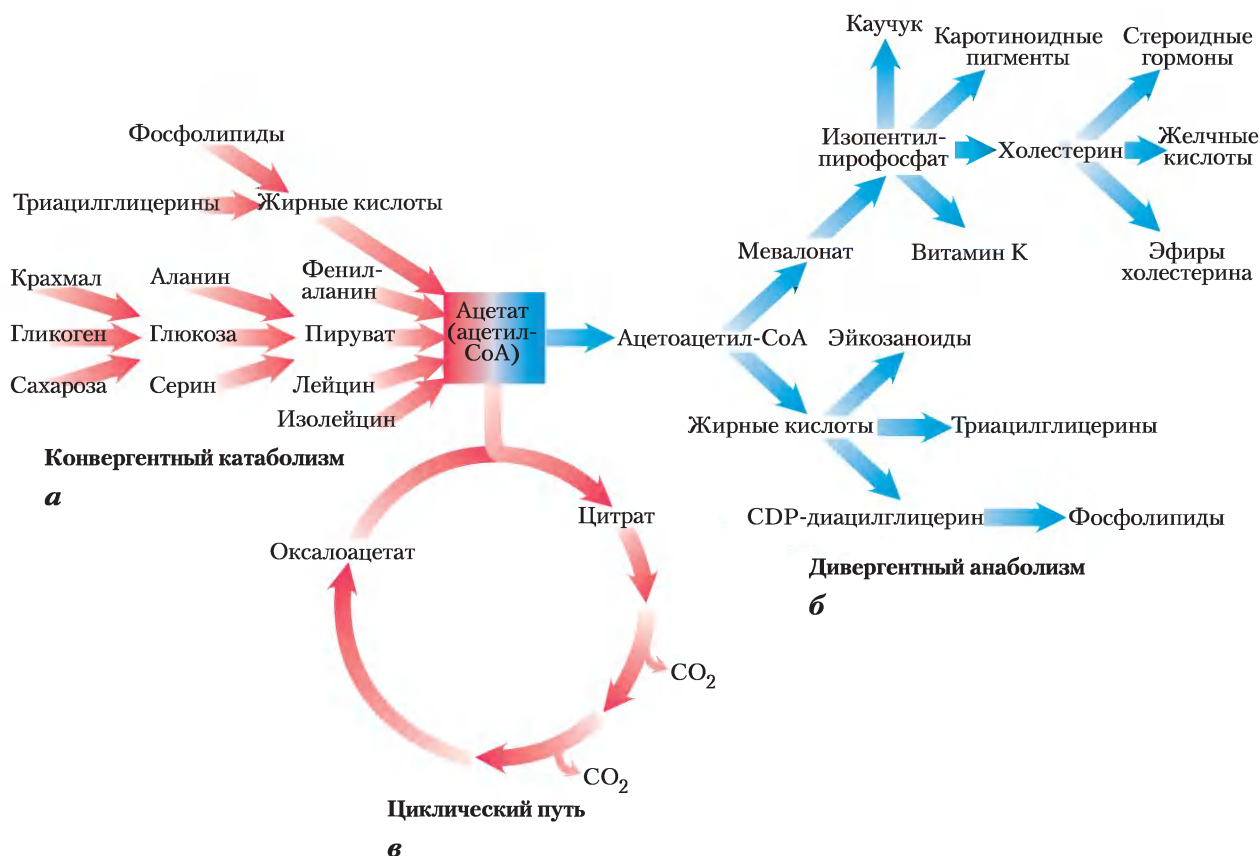 Каучук
Каротиноидные
пигменты
Стероидные
гормоны
Фосфолипиды
Изопентил-
пирофосфат
Холестерин
Желчные
кислоты
Триацилглицерины
Жирные кислоты
Мевалонат
Витамин K
Эфиры
холестерина
Крахмал
Аланин
Фенил-
аланин
Гликоген
Глюкоза
Пируват
Ацетат
(ацетил-
CoA)
Ацетоацетил-CoA
Эйкозаноиды
Сахароза
Серин
Лейцин
Изолейцин
Жирные кислоты
Триацилглицерины
Конвергентный катаболизм
а
Цитрат
CDP-диацилглицерин
Фосфолипиды
Оксалоацетат
Дивергентный анаболизм
б
CO2
CO2
Циклический путь
в